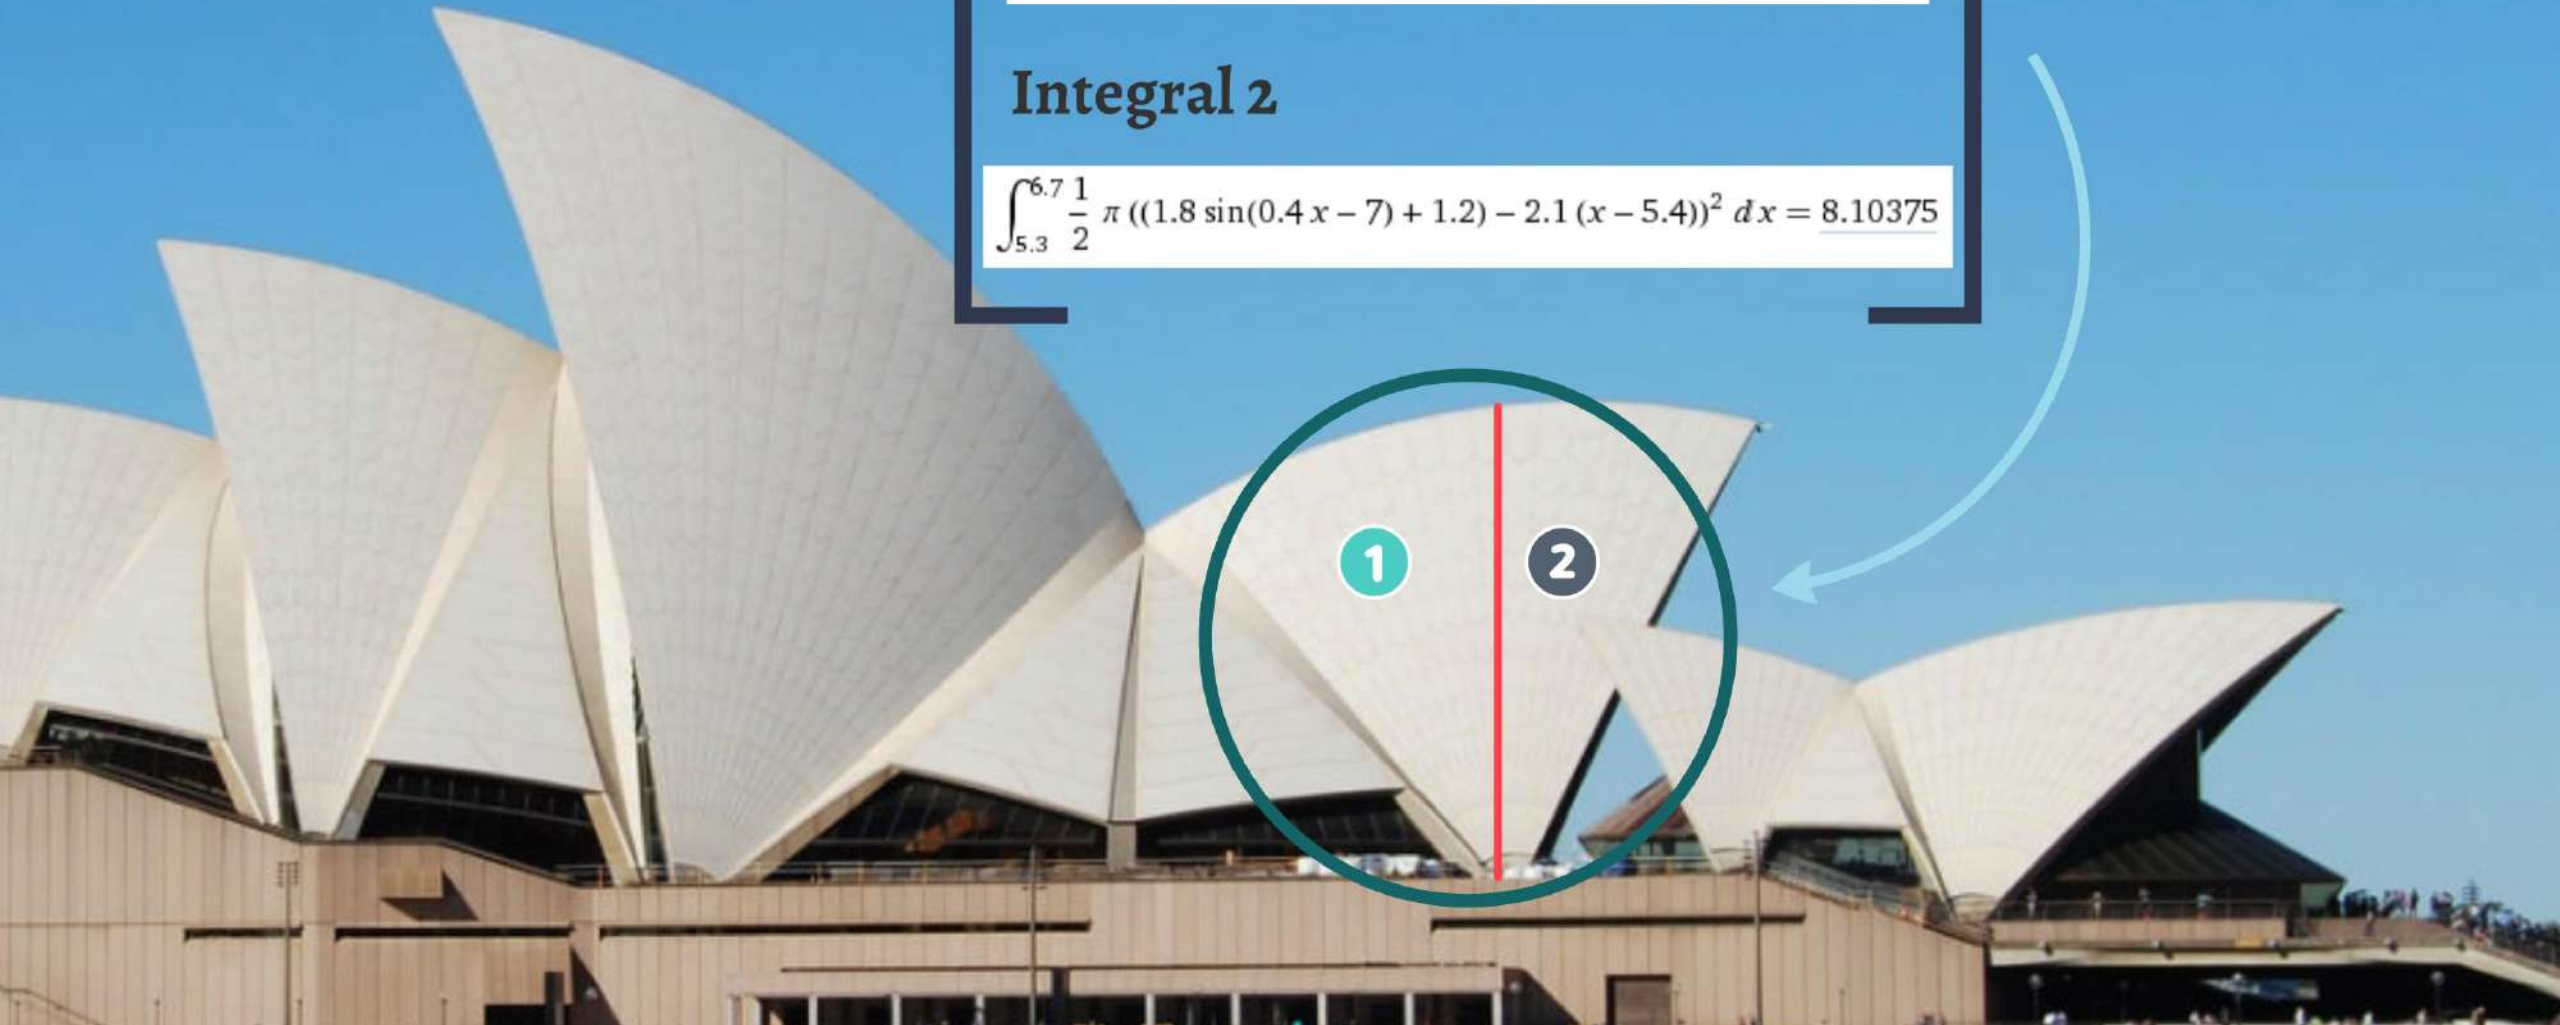 Integral 2
∫_{5.3}^{6.7} \frac{1}{2} π ((1.8 sin(0.4 x – 7) + 1.2) – 2.1 (x – 5.4))² dx = 8.10375
1
2